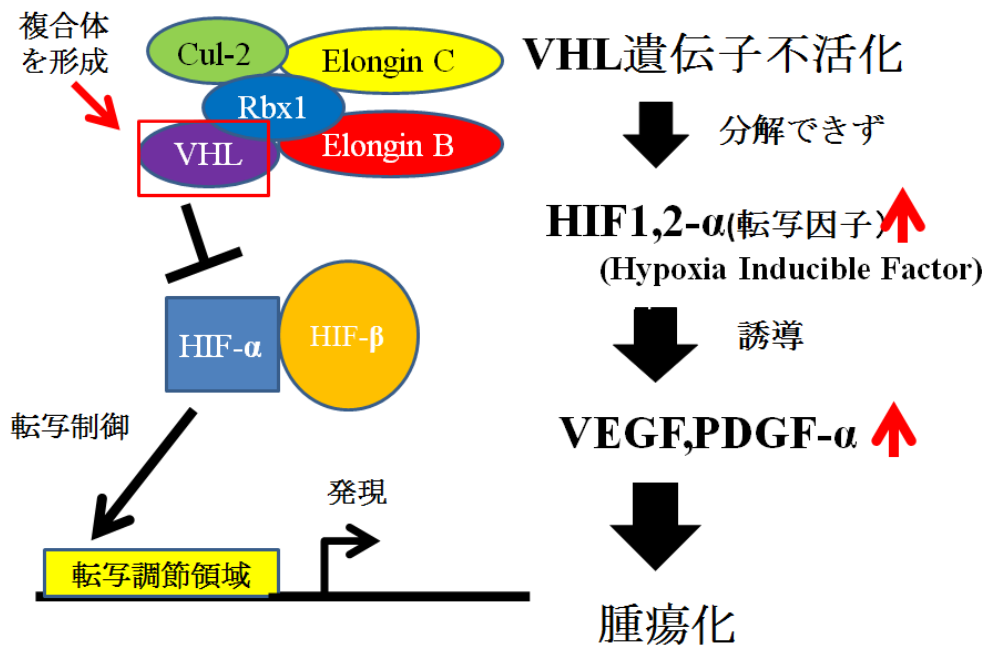 複合体
を形成
Cul-2
Elongin C
Rbx1
VHL
Elongin B
HIF-α
HIF-β
転写制御
発現
転写調節領域
VHL遺伝子不活化
分解できず
HIF1,2-α(転写因子)
(Hypoxia Inducible Factor)
誘導
VEGF,PDGF-α
腫瘍化